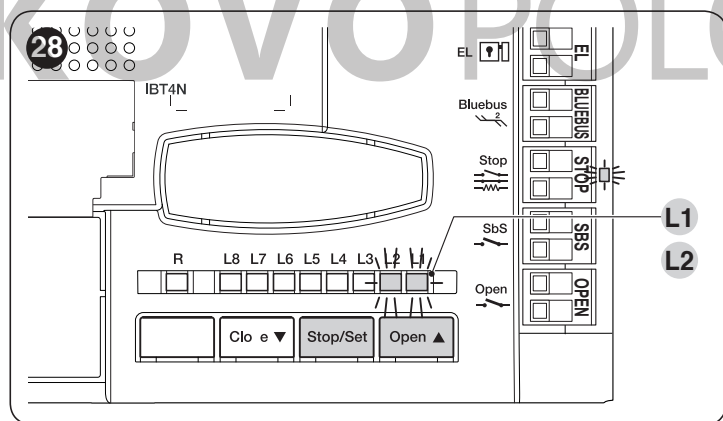 KOVOPOLO
28
EL
IBT4N
Bluebus
2
Stop
SbS
Open
EL
BLUEBUS
STOP
SBS
OPEN
L1
L2
R L8 L7 L6 L5 L4 L3 L2 L1
Clo e ▼ Stop/Set Open ▲